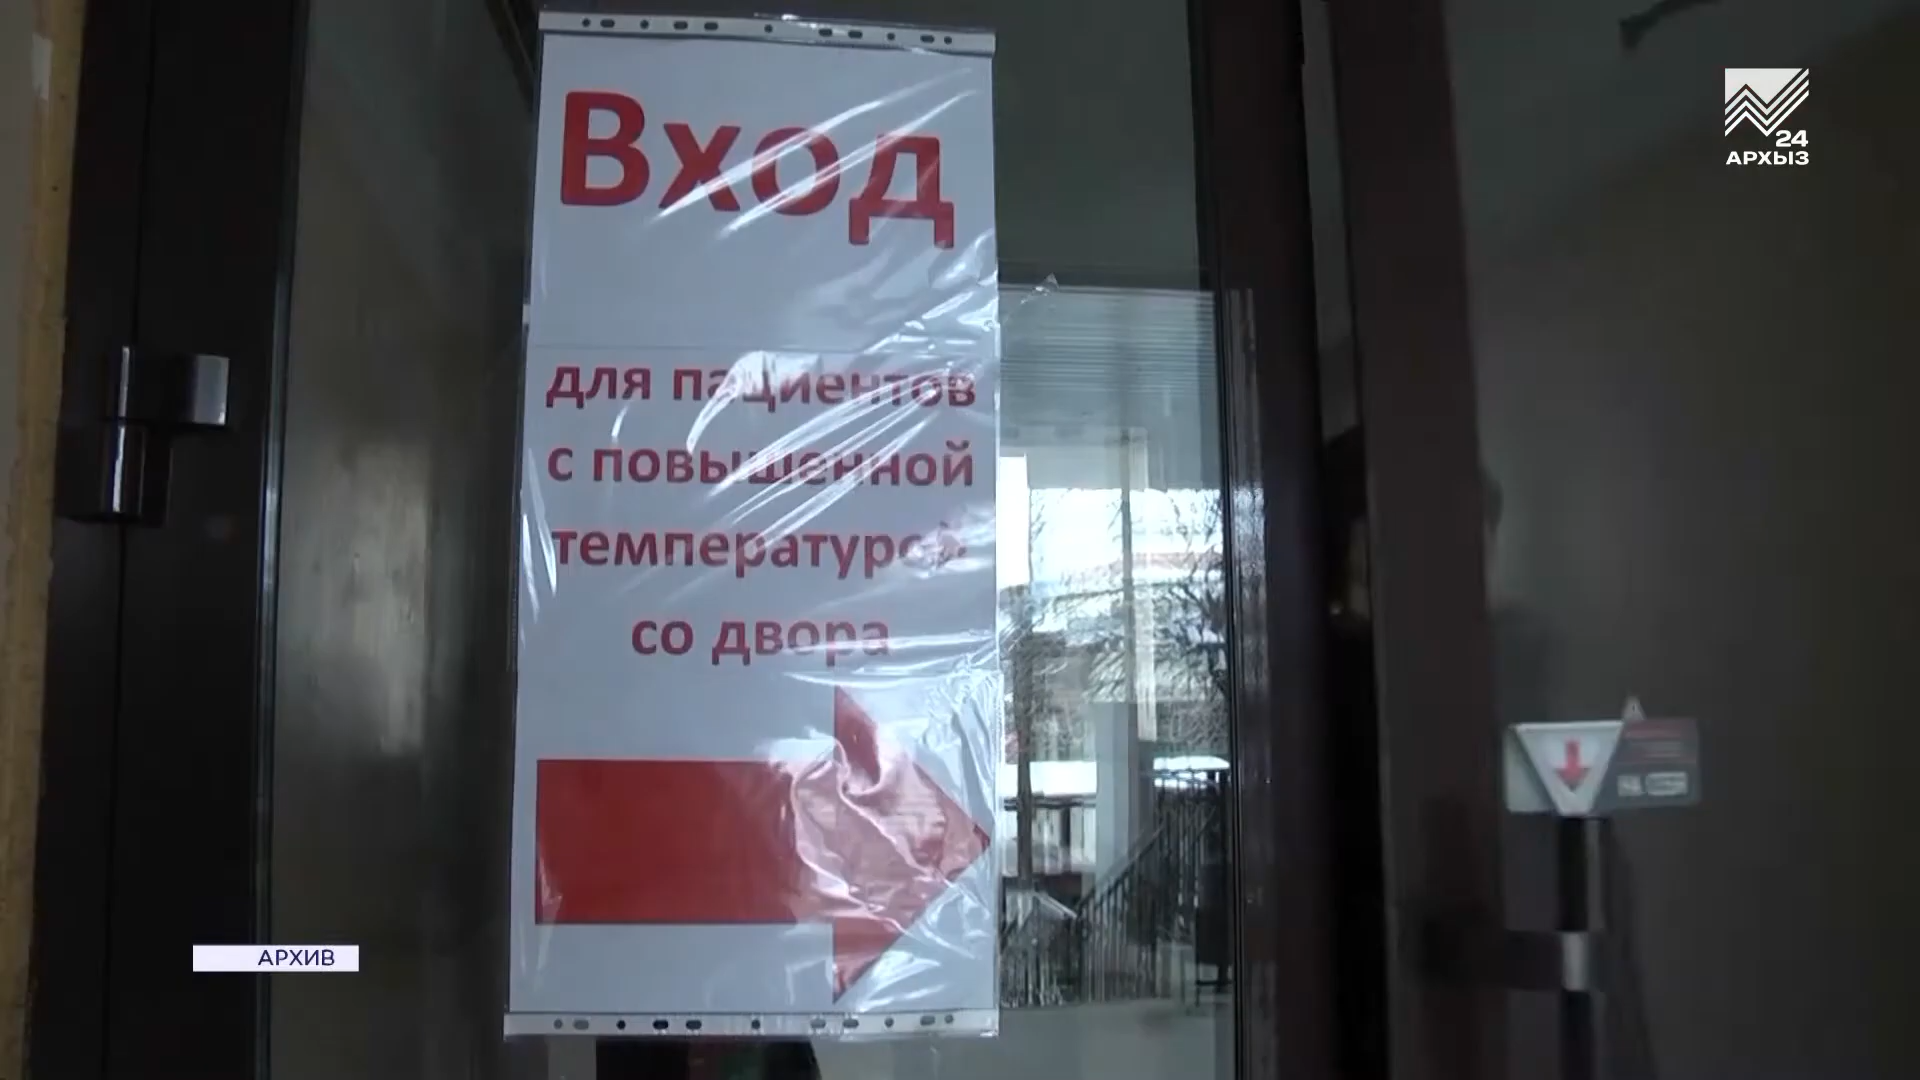 Вход
для пациентов
с повышенной
температурой
со двора
24
АРХЫЗ
АРХИВ